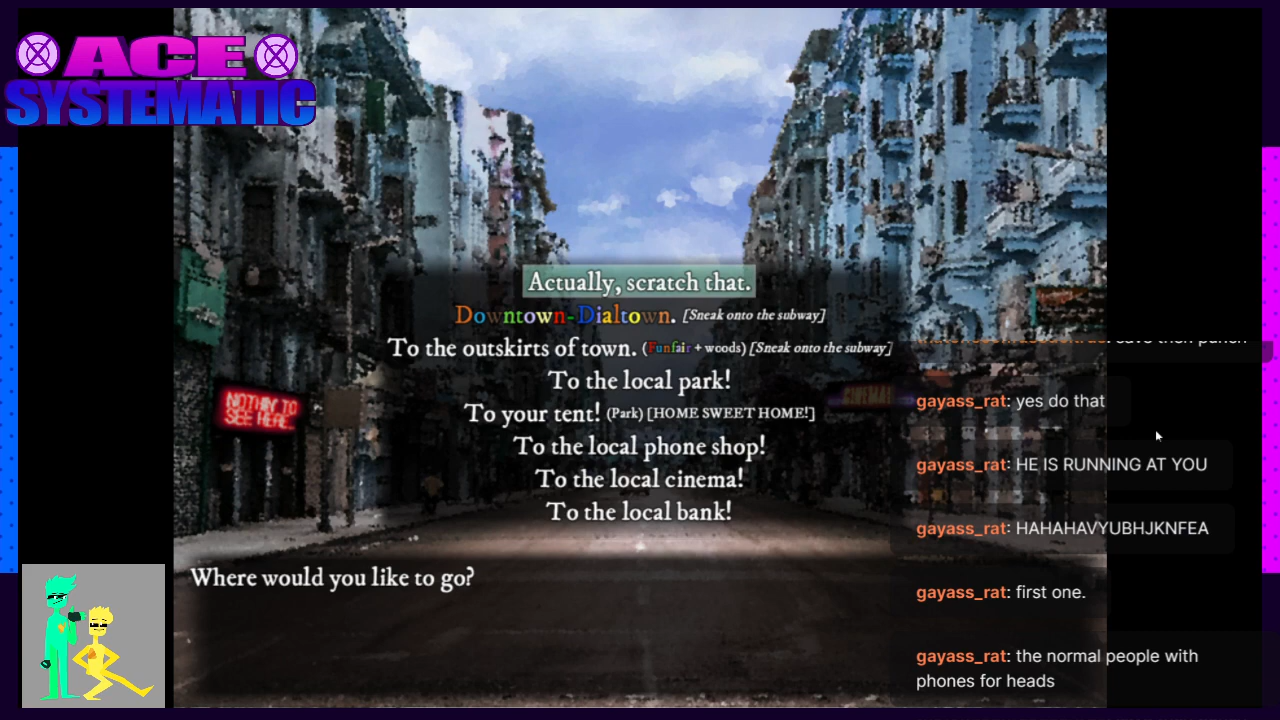 ACE
SYSTEMATIC
Actually, scratch that.
Downtown-Dialtown. [Sneak onto the subway]
To the outskirts of town. (Funfair + woods) [Sneak onto the subway]
To the local park!
To your tent! (Park) [HOME SWEET HOME!]
To the local phone shop!
To the local cinema!
To the local bank!
Where would you like to go?
NOTHIN TO
SEE HERE.
CINEMA
gayass_rat: yes do that
gayass_rat: HE IS RUNNING AT YOU
gayass_rat: HAHAHAVYUBHJKNFEA
gayass_rat: first one.
gayass_rat: the normal people with
phones for heads